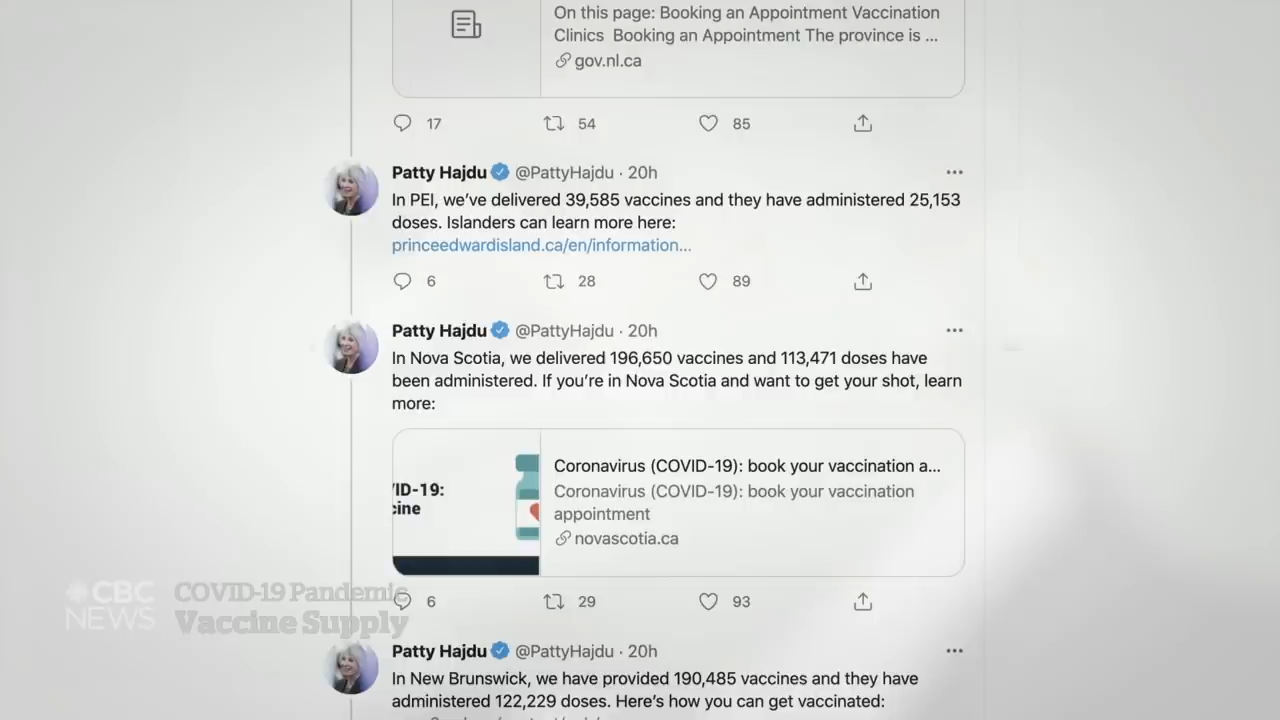 On this page: Booking an Appointment Vaccination
Clinics Booking an Appointment The province is ...
gov.nl.ca
17 54 85
Patty Hajdu @PattyHajdu · 20h
In PEI, we've delivered 39,585 vaccines and they have administered 25,153
doses. Islanders can learn more here:
princeedwardisland.ca/en/information...
6 28 89
Patty Hajdu @PattyHajdu · 20h
In Nova Scotia, we delivered 196,650 vaccines and 113,471 doses have
been administered. If you're in Nova Scotia and want to get your shot, learn
more:
Coronavirus (COVID-19): book your vaccination a...
Coronavirus (COVID-19): book your vaccination
appointment
novascotia.ca
ID-19:
cine
6 29 93
CBC
NEWS
COVID-19 Pandemic
Vaccine Supply
Patty Hajdu @PattyHajdu · 20h
In New Brunswick, we have provided 190,485 vaccines and they have
administered 122,229 doses. Here's how you can get vaccinated: